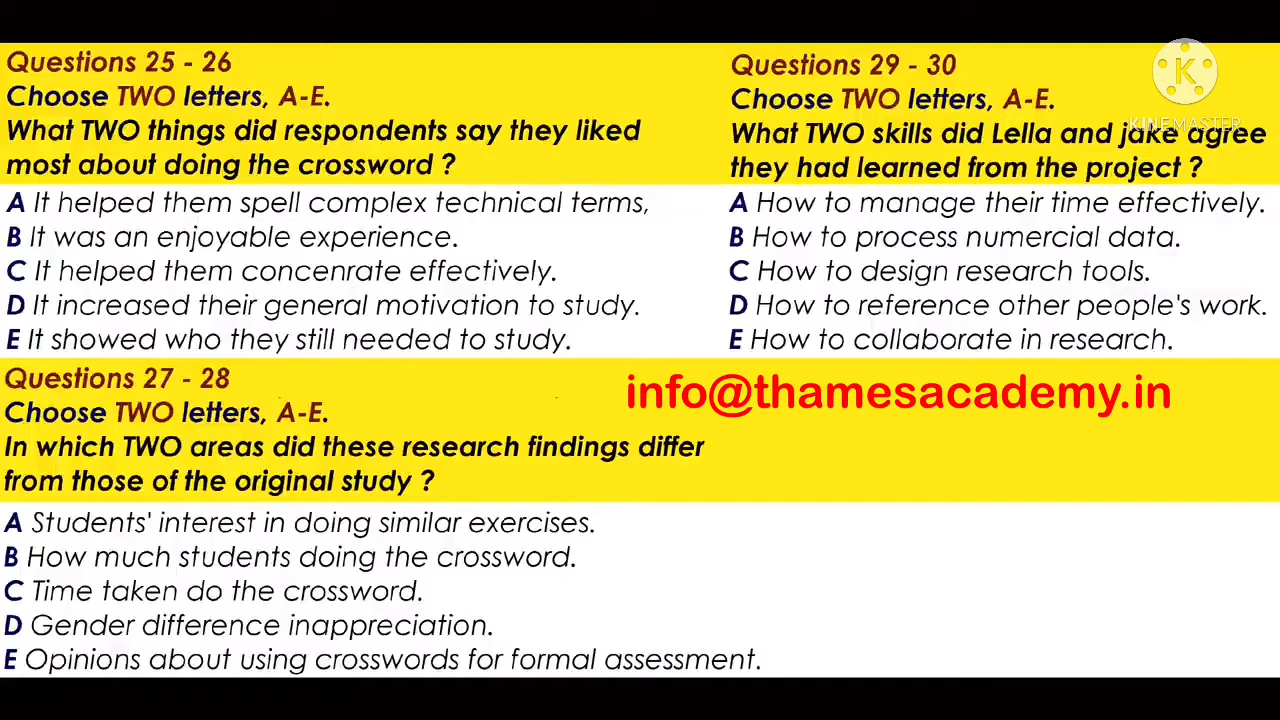 Questions 25 - 26
Choose TWO letters, A-E.
What TWO things did respondents say they liked
most about doing the crossword ?
A It helped them spell complex technical terms,
B It was an enjoyable experience.
C It helped them concenrate effectively.
D It increased their general motivation to study.
E It showed who they still needed to study.
Questions 27 - 28
Choose TWO letters, A-E.
In which TWO areas did these research findings differ
from those of the original study ?
A Students' interest in doing similar exercises.
B How much students doing the crossword.
C Time taken do the crossword.
D Gender difference inappreciation.
E Opinions about using crosswords for formal assessment.
Questions 29 - 30
Choose TWO letters, A-E.
What TWO skills did Lella and jake agree
they had learned from the project ?
A How to manage their time effectively.
B How to process numercial data.
C How to design research tools.
D How to reference other people's work.
E How to collaborate in research.
info@thamesacademy.in
K
KINEMASTER